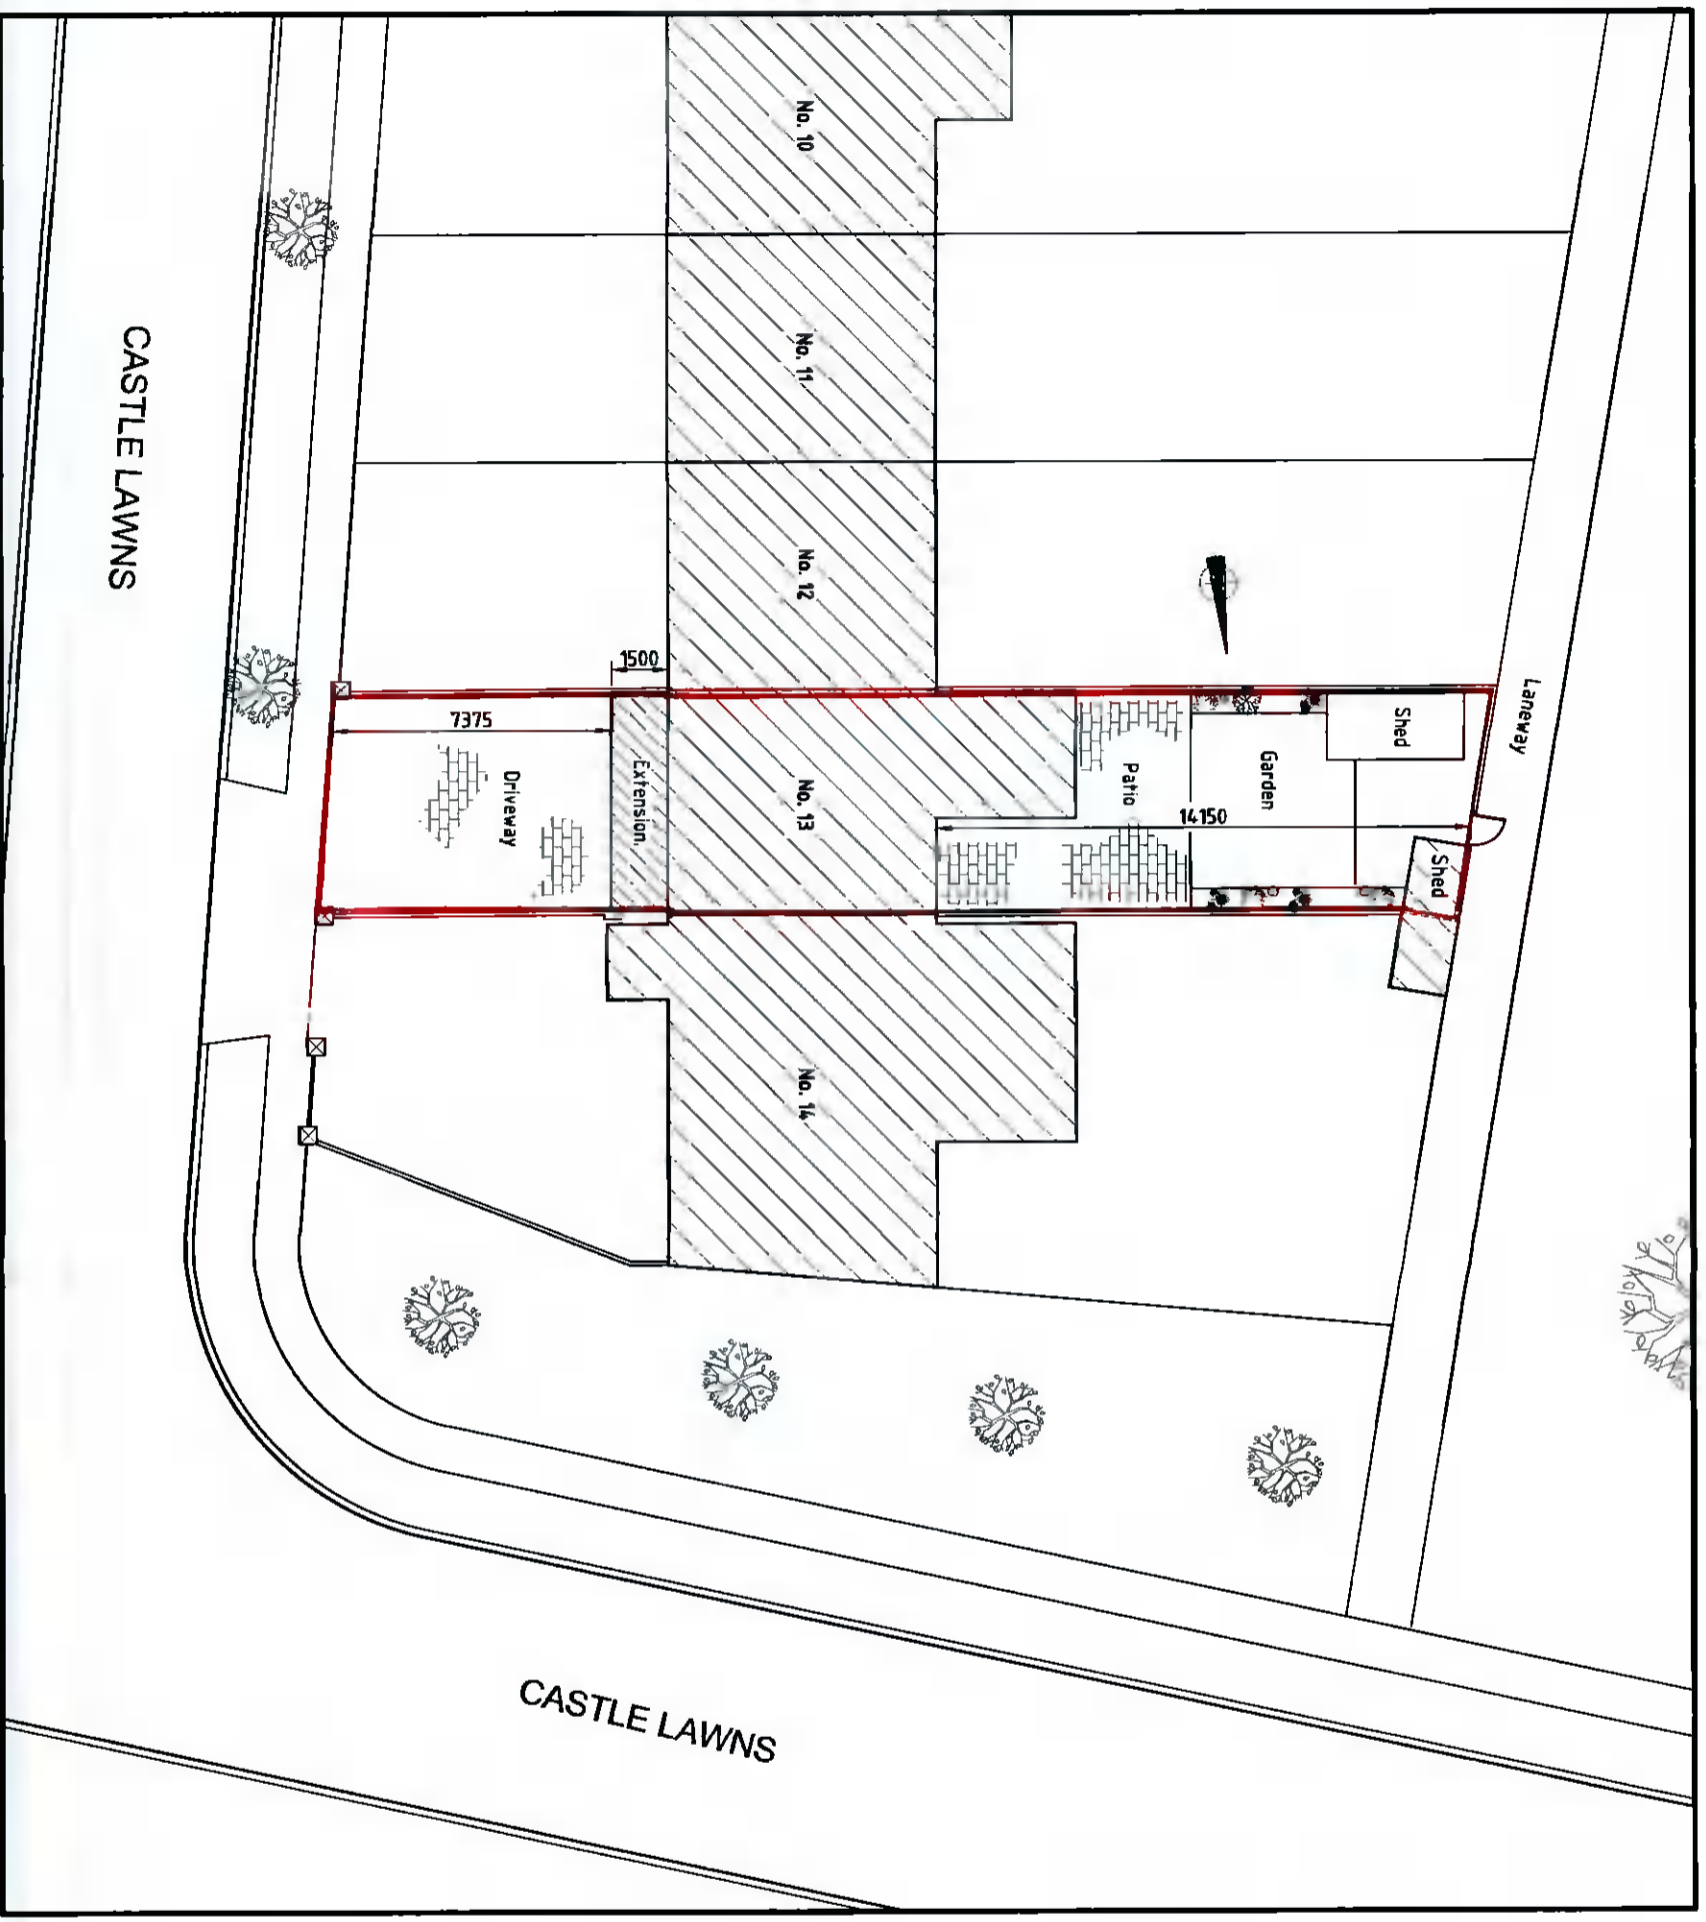 No. 10
No. 11
No. 12
CASTLE LAWNS
1500
7375
Driveway
Extension.
No. 13
Patio
Garden
14150
Shed
Laneway
Shed
No. 14
CASTLE LAWNS